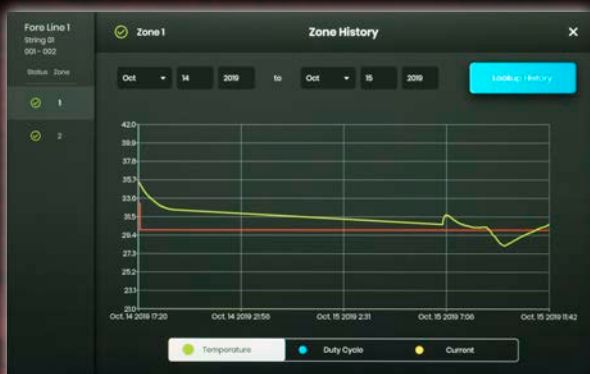 Fore Line 1
String 01
001 - 002
Status Zone
1
2
Zone 1
Zone History
×
Oct 14 2019 to Oct 15 2019
Lookup History
42.0
39.9
37.8
35.7
33.6
31.5
29.4
27.3
25.2
23.1
21.0
Oct. 14 2019 17:20 Oct. 14 2019 21:56 Oct. 15 2019 2:31 Oct. 15 2019 7:06 Oct. 15 2019 11:42
Temperature Duty Cycle Current